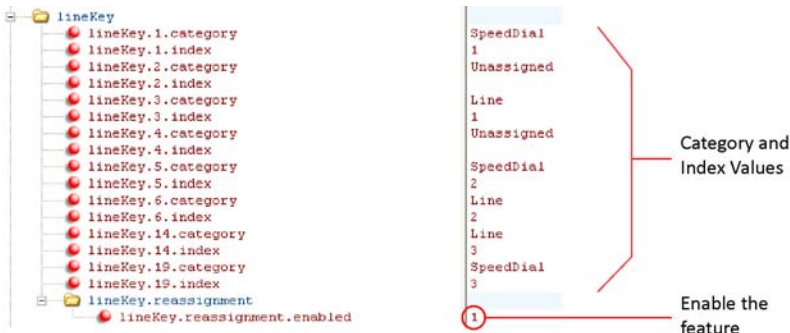 lineKey
lineKey.1.category SpeedDial
lineKey.1.index 1
lineKey.2.category Unassigned
lineKey.2.index
lineKey.3.category Line
lineKey.3.index 1
lineKey.4.category Unassigned
lineKey.4.index
lineKey.5.category SpeedDial
lineKey.5.index 2
lineKey.6.category Line
lineKey.6.index 2
lineKey.14.category Line
lineKey.14.index 3
lineKey.19.category SpeedDial
lineKey.19.index 3
lineKey.reassignment
lineKey.reassignment.enabled 1
Category and
Index Values
Enable the
feature